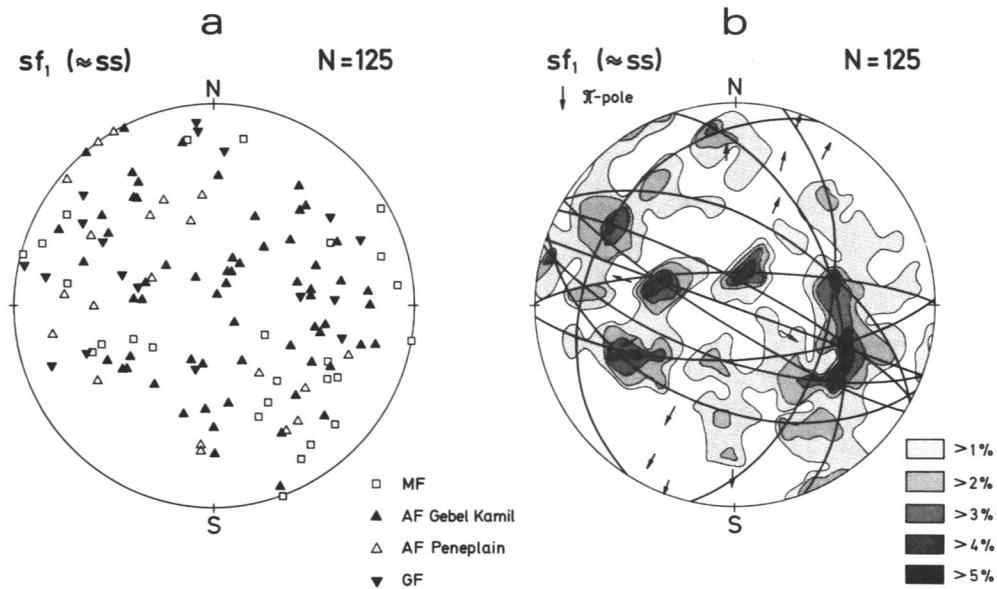 a
sf₁ (≈ss)
N=125
N
S
□ MF
▲ AF Gebel Kamil
△ AF Peneplain
▼ GF
b
sf₁ (≈ss)
N=125
↓ π-pole
N
S
>1%
>2%
>3%
>4%
>5%